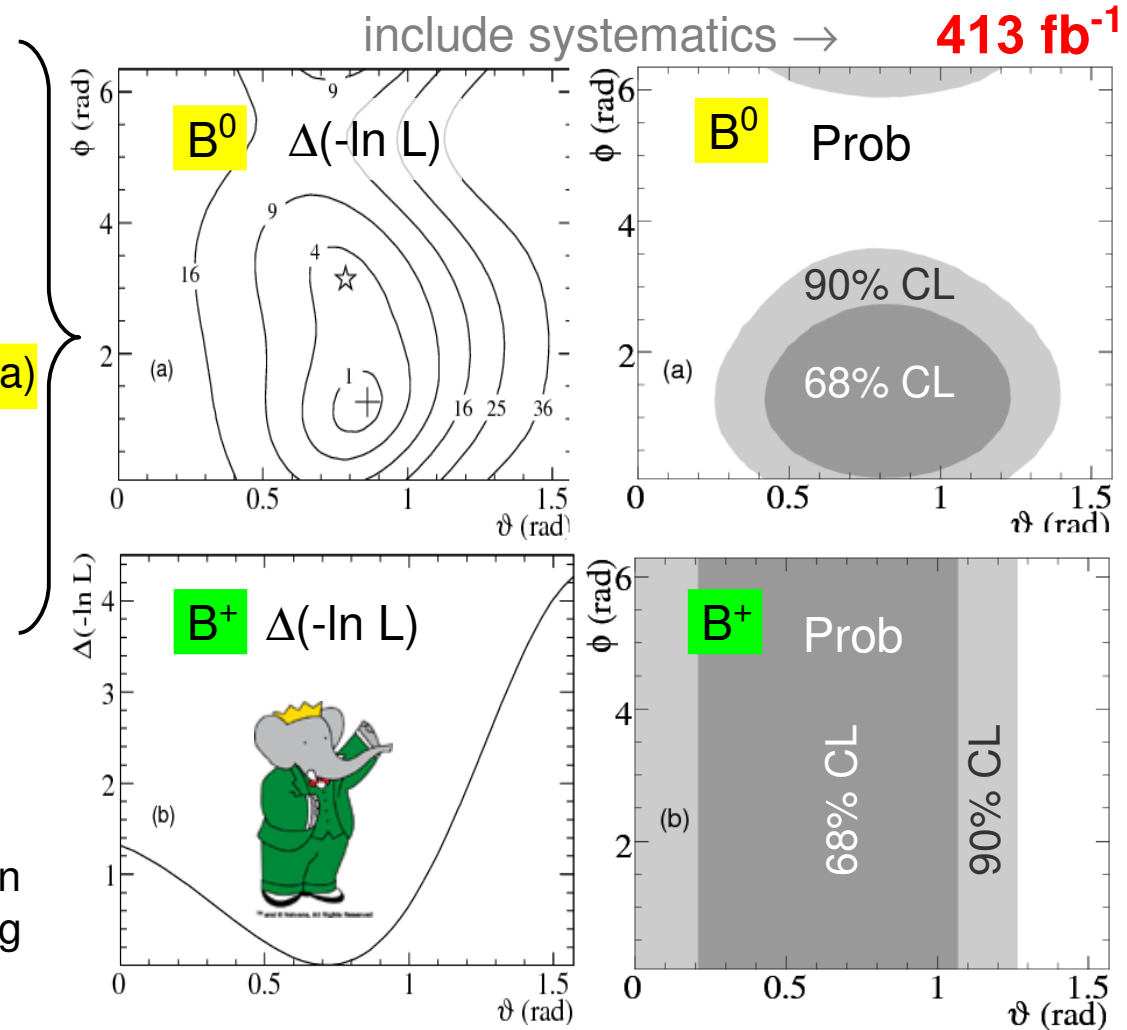 include systematics → 413 fb⁻¹
a)
n
g
ϕ (rad)
6
4
2
B⁰ Δ(-ln L)
9
9
4
16
1
16 25 36
(a)
0 0.5 1 1.5
ϑ (rad)
ϕ (rad)
6
4
2
B⁰ Prob
90% CL
68% CL
(a)
0 0.5 1 1.5
ϑ (rad)
Δ(-ln L)
4
3
2
1
B⁺ Δ(-ln L)
(b)
0 0.5 1 1.5
ϑ (rad)
ϕ (rad)
6
4
2
B⁺ Prob
68% CL
90% CL
(b)
0 0.5 1 1.5
ϑ (rad)